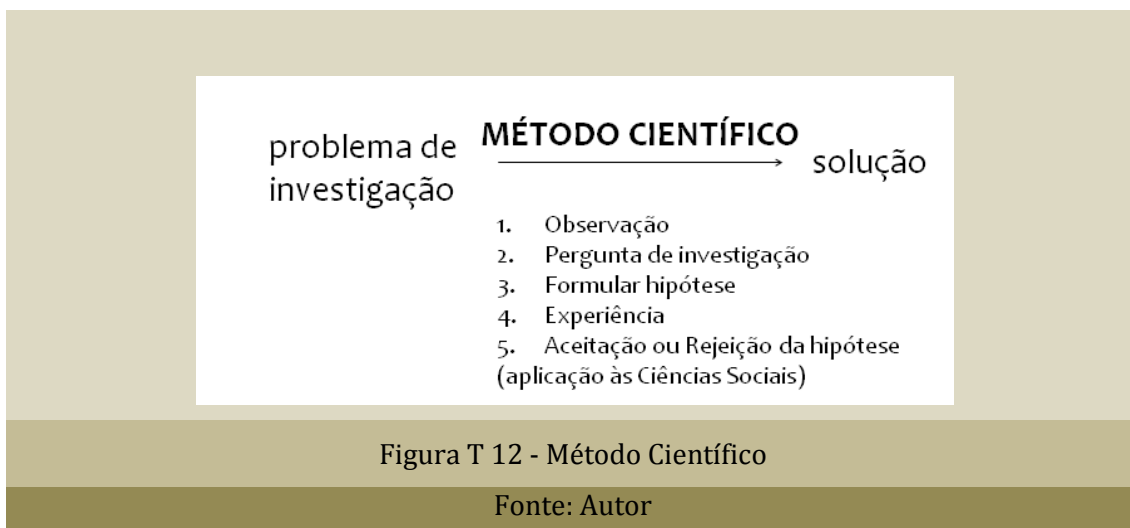 problema de
investigação
MÉTODO CIENTÍFICO
solução
1. Observação
2. Pergunta de investigação
3. Formular hipótese
4. Experiência
5. Aceitação ou Rejeição da hipótese
(aplicação às Ciências Sociais)
Figura T 12 - Método Científico
Fonte: Autor